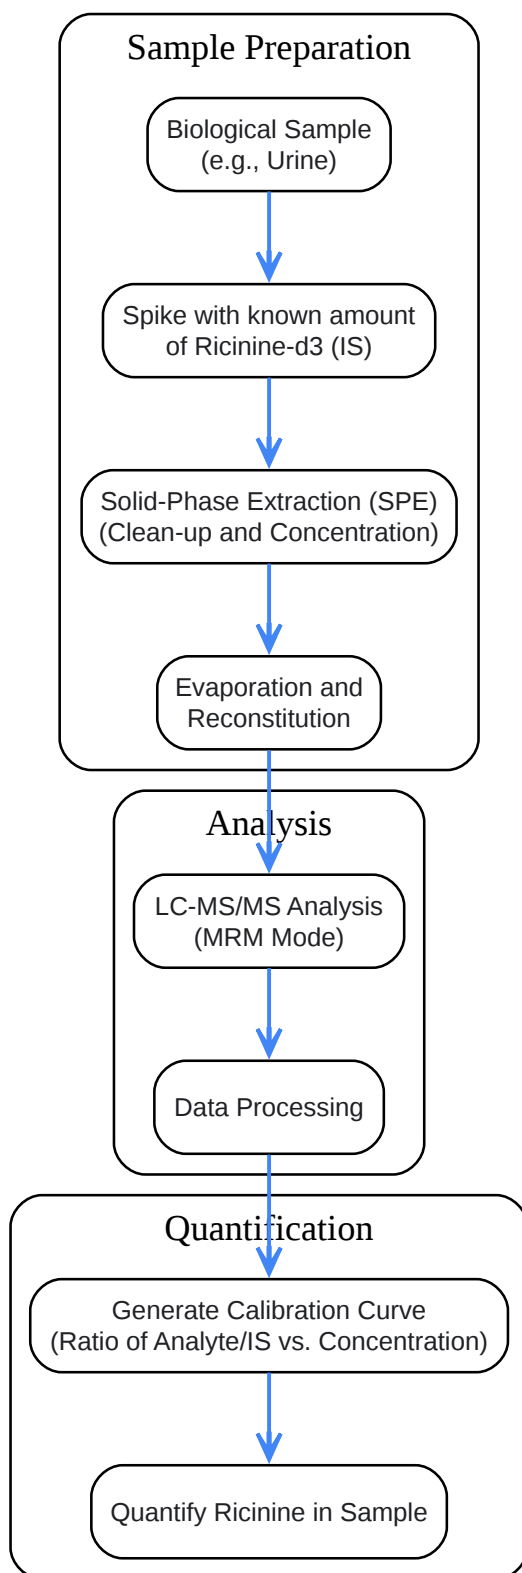 Sample Preparation
Biological Sample
(e.g., Urine)
Spike with known amount
of Ricinine-d3 (IS)
Solid-Phase Extraction (SPE)
(Clean-up and Concentration)
Evaporation and
Reconstitution
Analysis
LC-MS/MS Analysis
(MRM Mode)
Data Processing
Quantification
Generate Calibration Curve
(Ratio of Analyte/IS vs. Concentration)
Quantify Ricinine in Sample